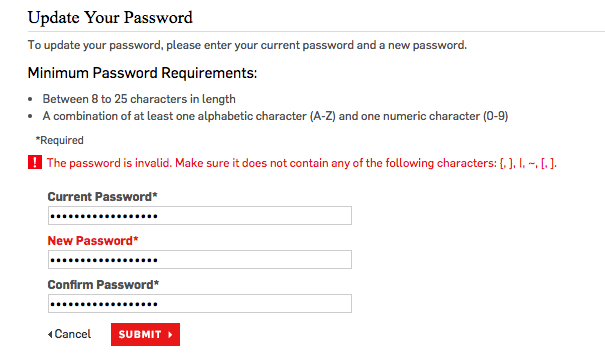 Update Your Password
To update your password, please enter your current password and a new password.
Minimum Password Requirements:
• Between 8 to 25 characters in length
• A combination of at least one alphabetic character (A-Z) and one numeric character (0-9)
*Required
! The password is invalid. Make sure it does not contain any of the following characters: {, }, |, ~, [, ].
Current Password*
••••••••••••••••••
New Password*
••••••••••••••••••
Confirm Password*
••••••••••••••••••
Cancel SUBMIT